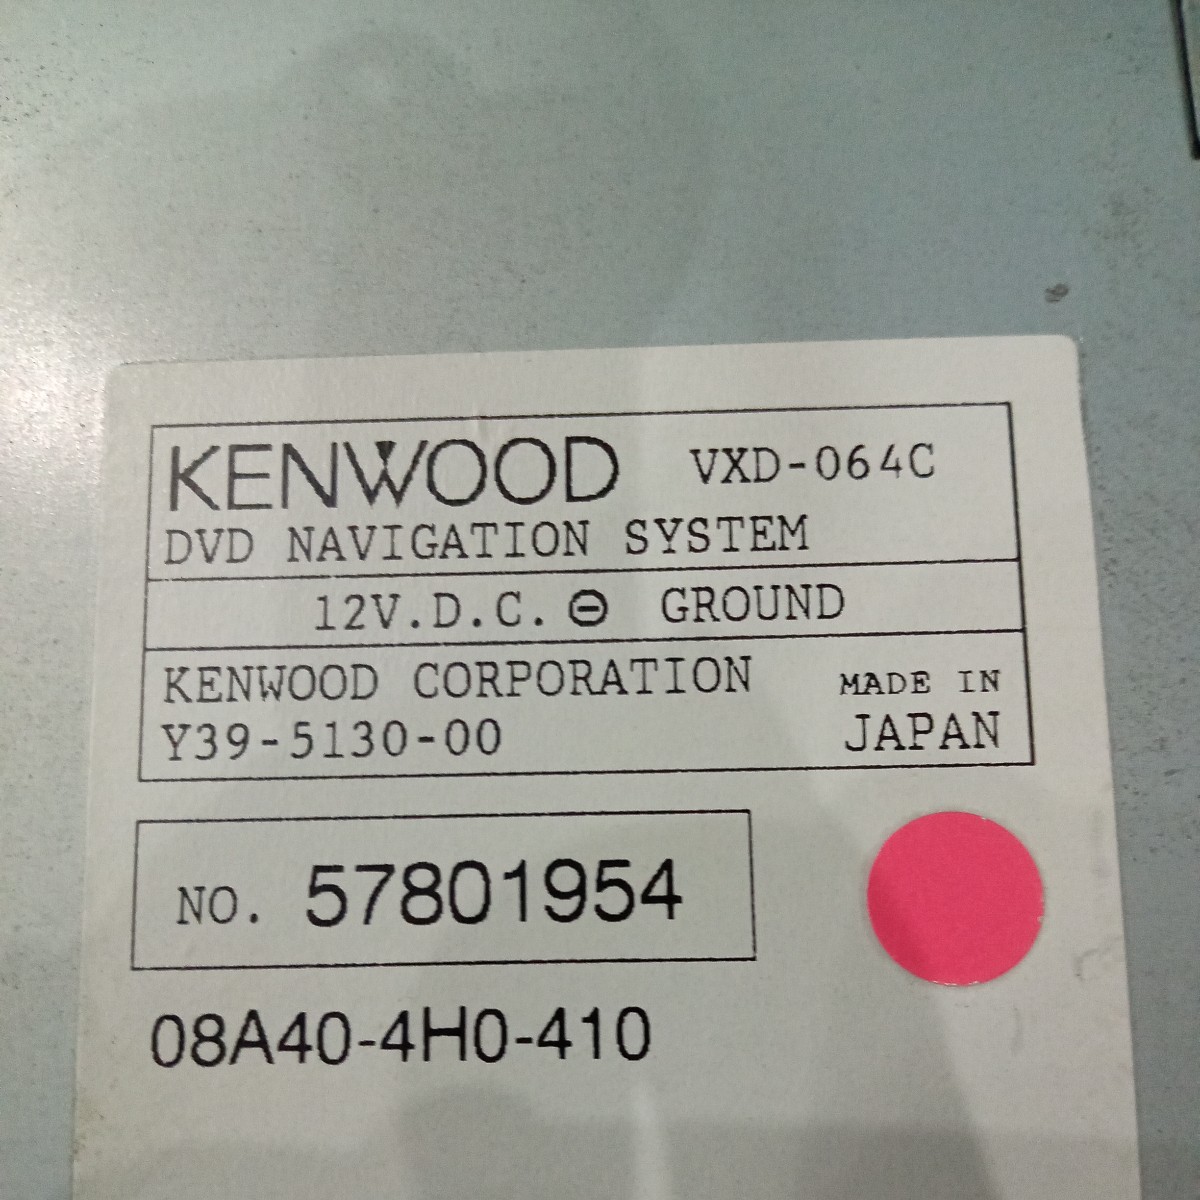 KENWOOD VXD-064C
DVD NAVIGATION SYSTEM
12V.D.C. ⊖ GROUND
KENWOOD CORPORATION
Y39-5130-00
MADE IN
JAPAN
NO. 57801954
08A40-4H0-410